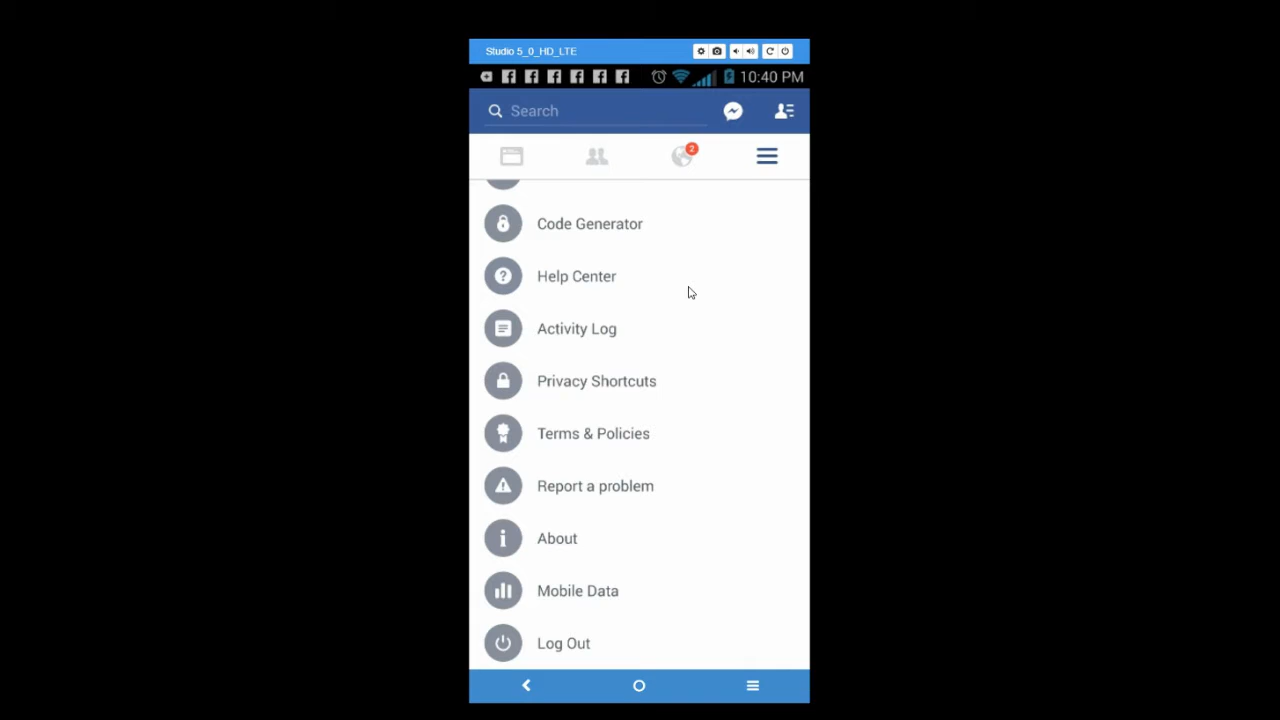 Studio 5_0_HD_LTE
10:40 PM
Search
2
Code Generator
Help Center
Activity Log
Privacy Shortcuts
Terms & Policies
Report a problem
About
Mobile Data
Log Out